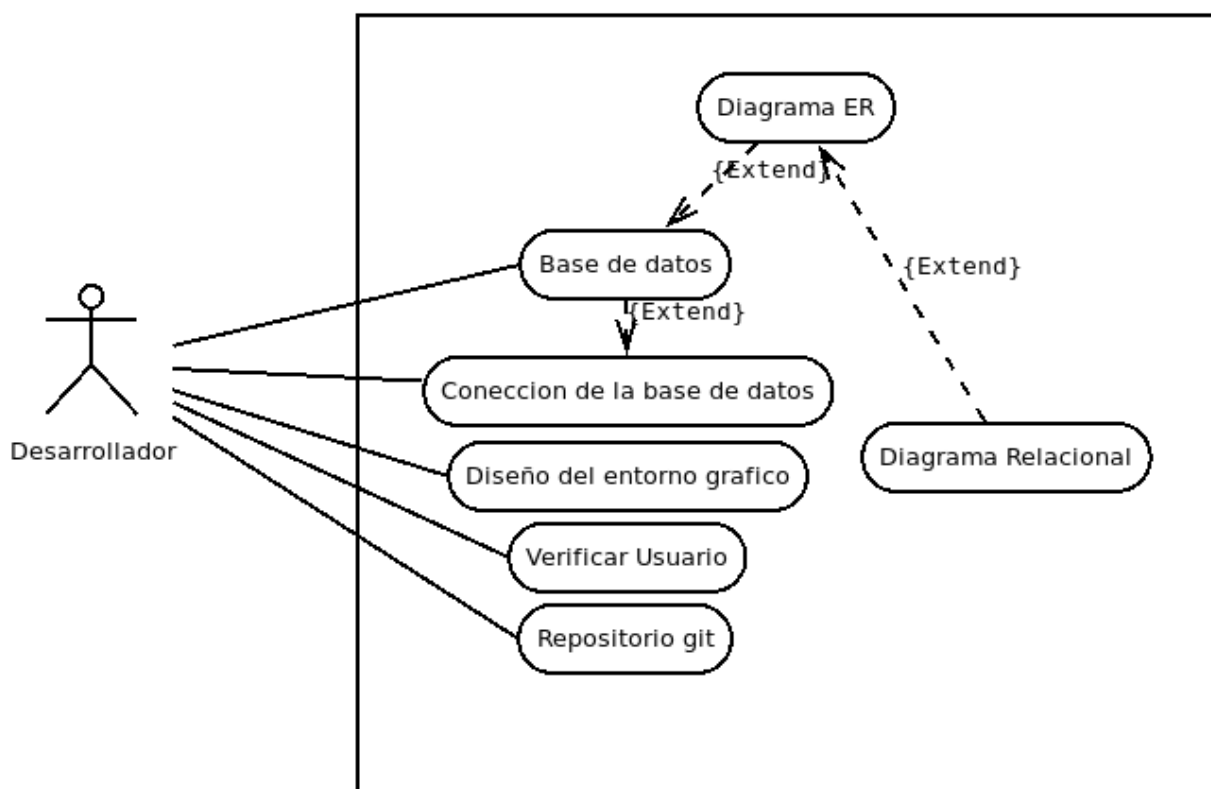 Diagrama ER
{Extend}
Base de datos
{Extend}
{Extend}
Coneccion de la base de datos
Desarrollador
Diagrama Relacional
Diseño del entorno grafico
Verificar Usuario
Repositorio git